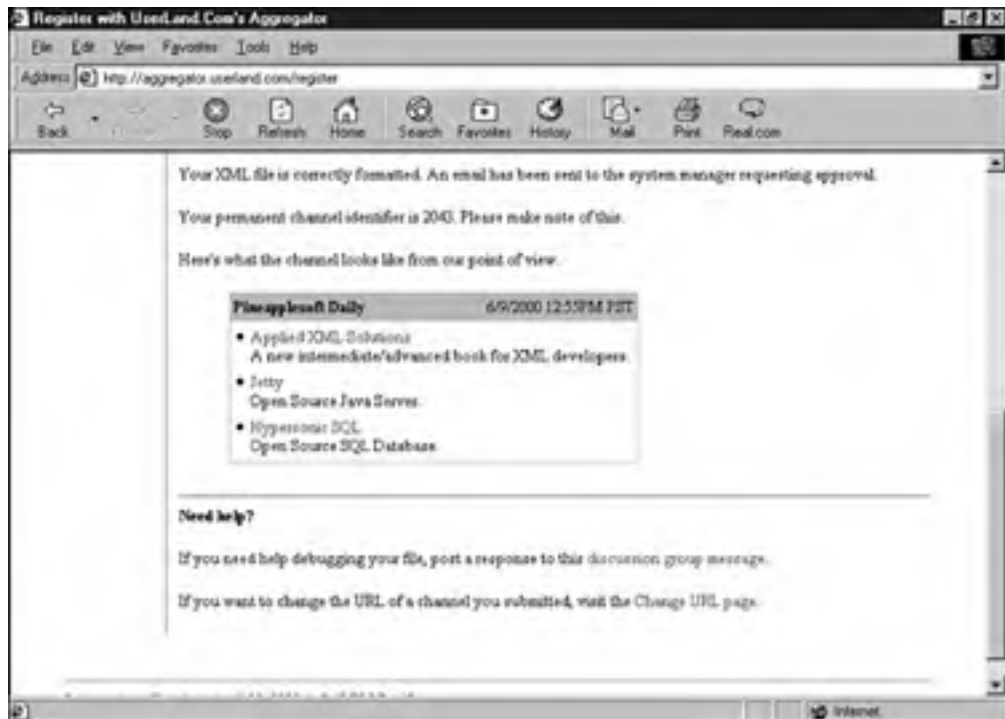 Register with UserLand.Com's Aggregator
File Edit View Favorites Tools Help
Address http://aggregator.userland.com/register
Back Stop Refresh Home Search Favorites History Mail Print Real.com
Your XML file is correctly formatted. An email has been sent to the system manager requesting approval.
Your permanent channel identifier is 2043. Please make note of this.
Here's what the channel looks like from our point of view.
Pineapplesoft Daily 6/9/2000 12:55PM PST
Applied XML Solutions
A new intermediate/advanced book for XML developers.
Jetty
Open Source Java Server.
Hypersonic SQL
Open Source SQL Database.
Need help?
If you need help debugging your file, post a response to this discussion group message.
If you want to change the URL of a channel you submitted, visit the Change URL page.
Internet